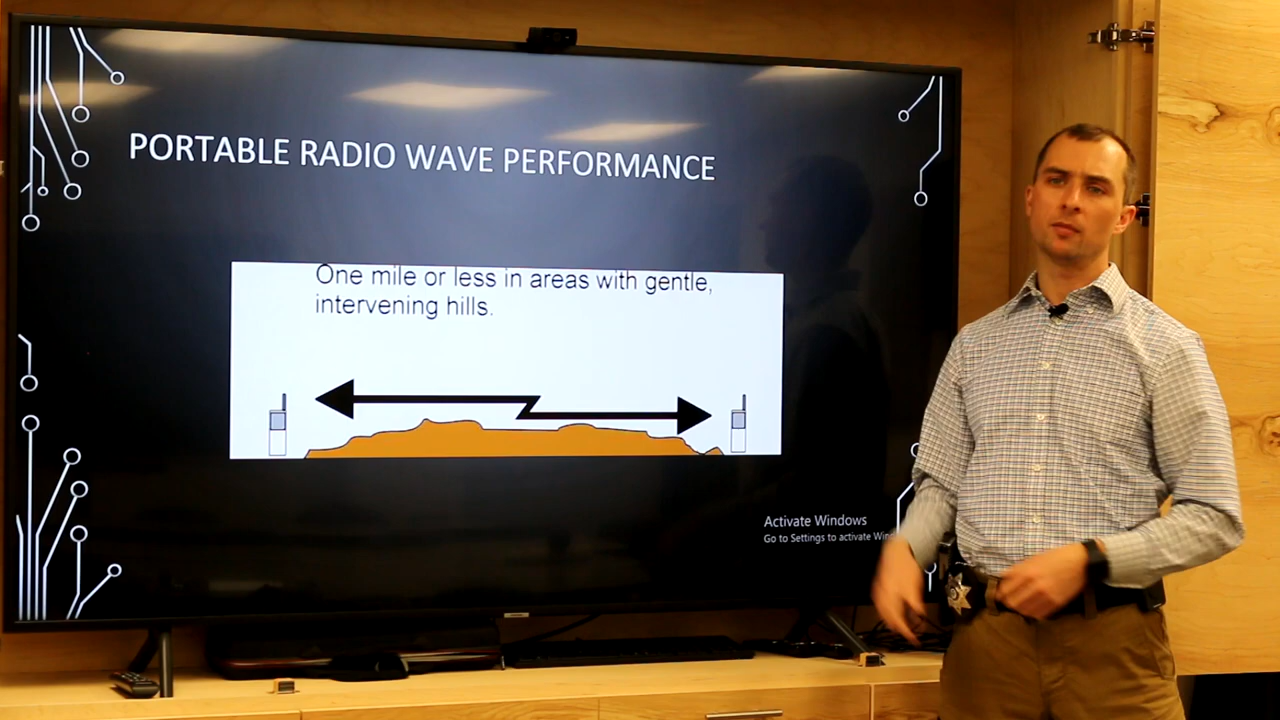 PORTABLE RADIO WAVE PERFORMANCE
One mile or less in areas with gentle,
intervening hills.
Activate Windows
Go to Settings to activate